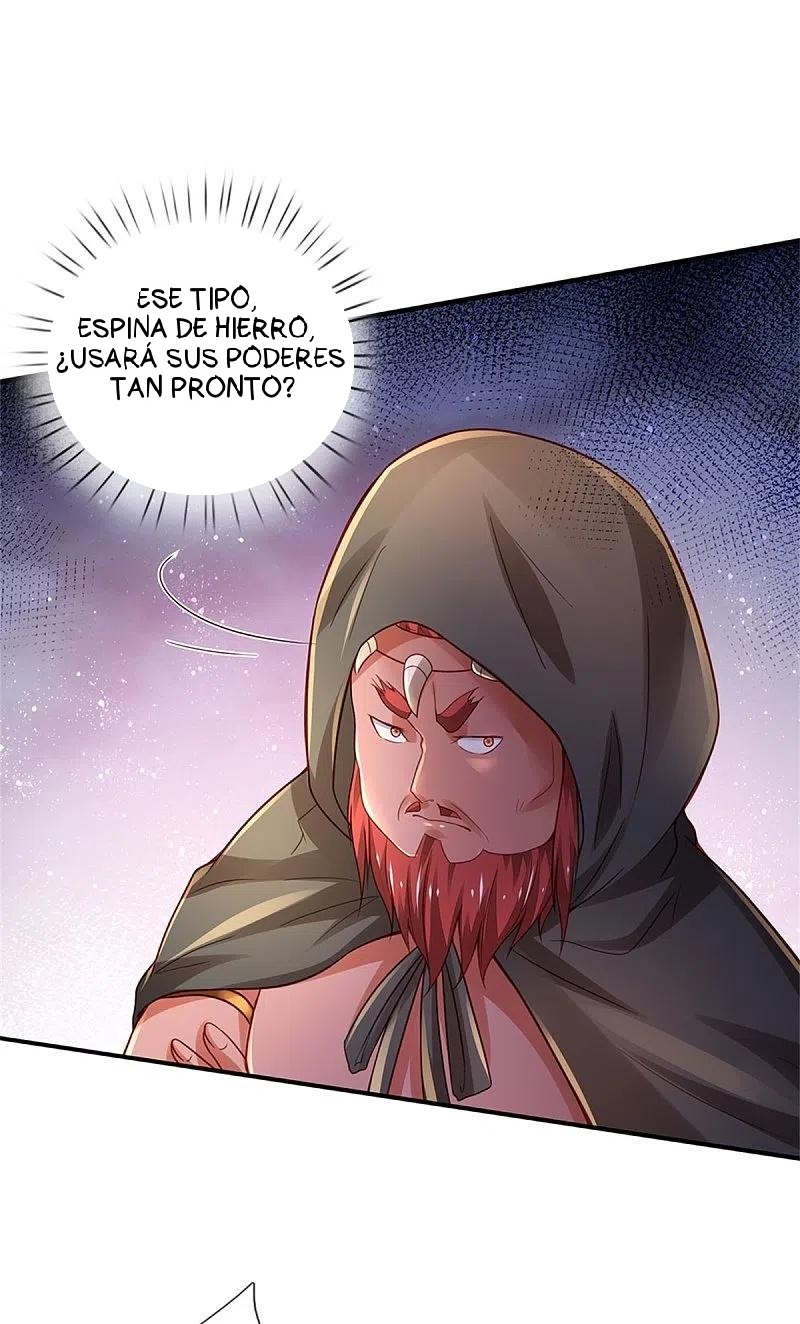 ESE TIPO,
ESPINA DE HIERRO,
¿USARÁ SUS PODERES
TAN PRONTO?